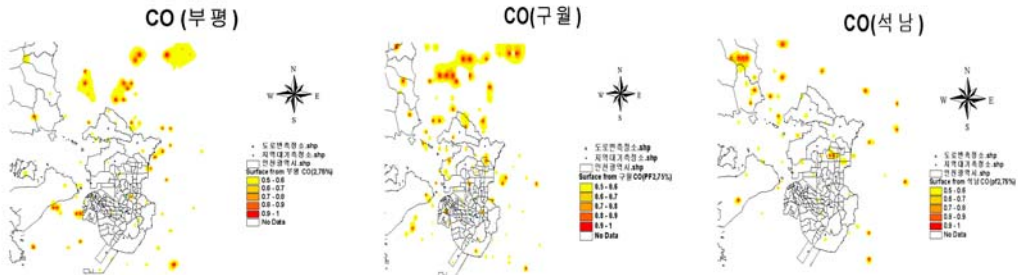 CO (부평)
N
W E
S
도로변측정소.shp
지역대기측정소.shp
인천광역시.shp
Surface from 부평 CO(2,75%)
0.5 - 0.6
0.6 - 0.7
0.7 - 0.8
0.8 - 0.9
0.9 - 1
No Data
CO(구월)
N
W E
S
도로변측정소.shp
지역대기측정소.shp
인천광역시.shp
Surface from 구월 CO(PF2,75%)
0.5 - 0.6
0.6 - 0.7
0.7 - 0.8
0.8 - 0.9
0.9 - 1
No Data
CO(석남)
N
W E
S
도로변측정소.shp
지역대기측정소.shp
인천광역시.shp
Surface from 석남 CO(pf2,75%)
0.5 - 0.6
0.6 - 0.7
0.7 - 0.8
0.8 - 0.9
0.9 - 1
No Data